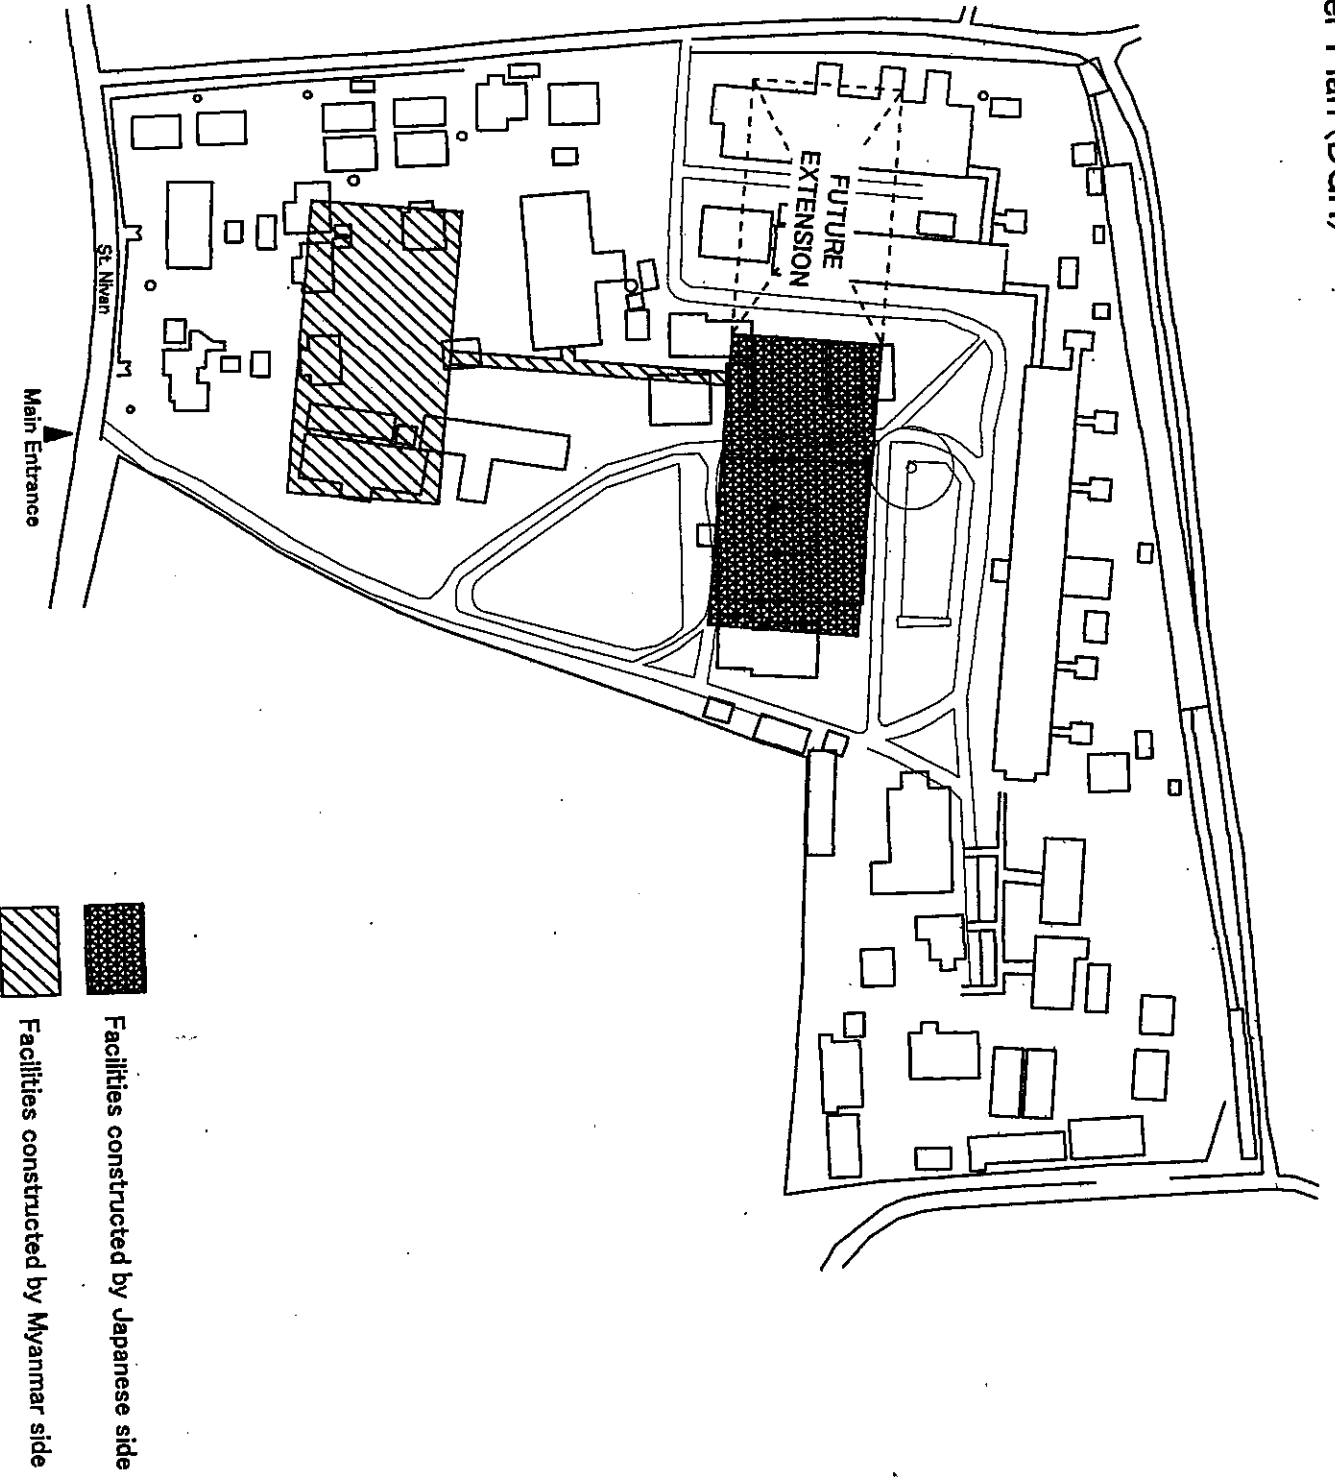 FUTURE
EXTENSION
St. Nivan
Main Entrance
Facilities constructed by Japanese side
Facilities constructed by Myanmar side